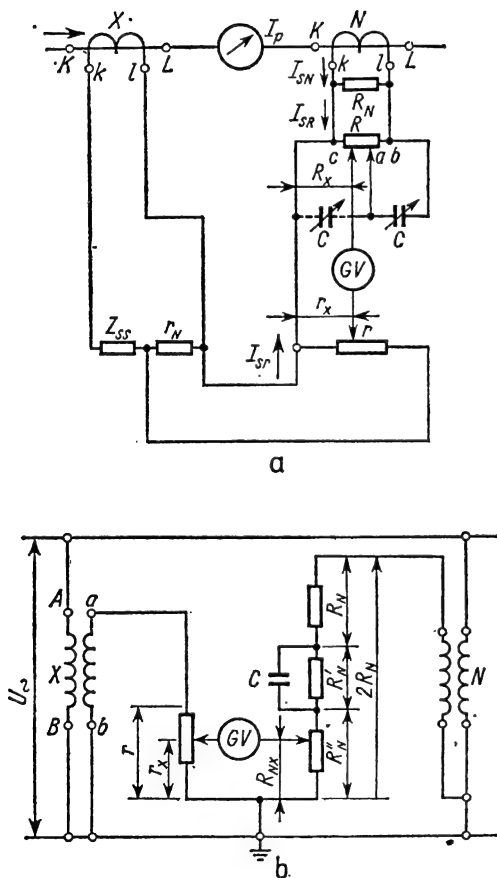 X I_p N
K L K L
k l I_SN k l
R_N
I_SR R
c a b
R_x
C C
GV
r_x r
Z_ss r_N I_sr
a
A a
R_N
X C R'_N 2R_N N
U_2
B b r r_x GV R_NX R''_N
b.